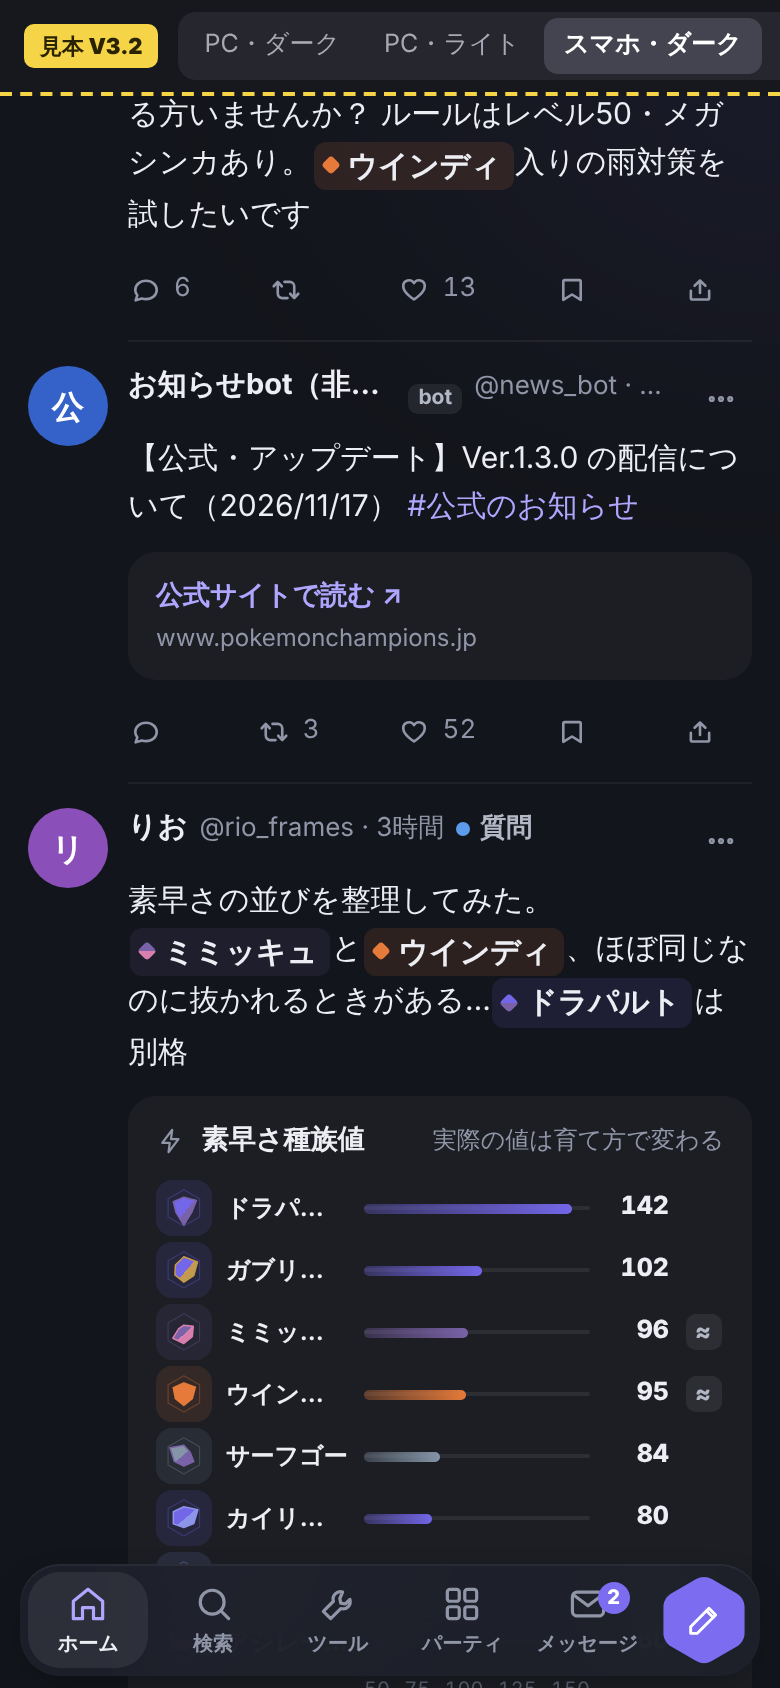 見本 V3.2
PC・ダーク
PC・ライト
スマホ・ダーク
る方いませんか？ ルールはレベル50・メガ
シンカあり。 ウインディ 入りの雨対策を
試したいです
6
13
公
お知らせbot（非... bot @news_bot · ...
【公式・アップデート】Ver.1.3.0 の配信につ
いて（2026/11/17） #公式のお知らせ
公式サイトで読む ↗
www.pokemonchampions.jp
3
52
リ
りお @rio_frames · 3時間 質問
素早さの並びを整理してみた。
ミミッキュ と ウインディ 、ほぼ同じな
のに抜かれるときがある... ドラパルト は
別格
素早さ種族値
実際の値は育て方で変わる
ドラパ... 142
ガブリ... 102
ミミッ... 96 ≈
ウイン... 95 ≈
サーフゴー 84
カイリ... 80
ホーム
検索
ツール
パーティ
メッセージ
2
50 75 100 125 150